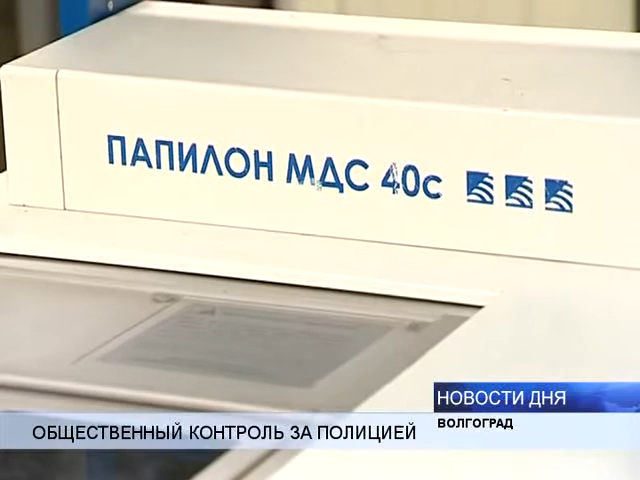 ПАПИЛОН МДС 40с
НОВОСТИ ДНЯ
ВОЛГОГРАД
ОБЩЕСТВЕННЫЙ КОНТРОЛЬ ЗА ПОЛИЦИЕЙ